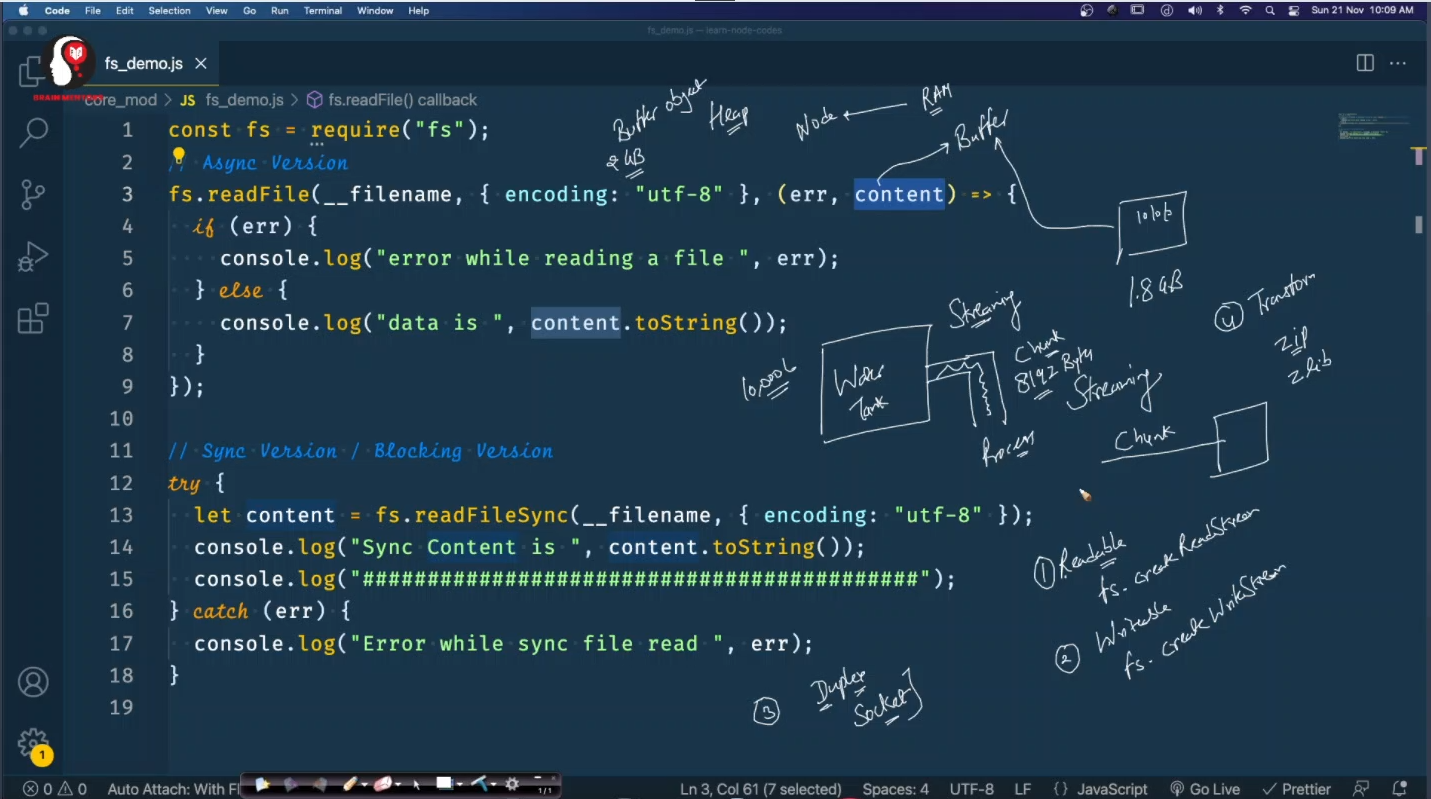 Code File Edit Selection View Go Run Terminal Window Help
Sun 21 Nov 10:09 AM
fs_demo.js — learn-node-codes
fs_demo.js
BRAIN MENTORS
core_mod > JS fs_demo.js > fs.readFile() callback
1 const fs = require("fs");
2 // Async Version
3 fs.readFile(__filename, { encoding: "utf-8" }, (err, content) => {
4 if (err) {
5 console.log("error while reading a file ", err);
6 } else {
7 console.log("data is ", content.toString());
8 }
9 });
10
11 // Sync Version / Blocking Version
12 try {
13 let content = fs.readFileSync(__filename, { encoding: "utf-8" });
14 console.log("Sync Content is ", content.toString());
15 console.log("###########################################");
16 } catch (err) {
17 console.log("Error while sync file read ", err);
18 }
19
Buffer object
2 GB
Heap
Node
RAM
Buffer
1.8 GB
Streaming
10,000 L
Water
Tank
Chunk
8192 Byte
Streaming
Process
4 Transform
zip
zlib
Chunk
1 Readable
fs. createReadStream
2 Writeable
fs. createWriteStream
3 Duplex
Socket
1
0 0 Auto Attach: With Fl
1/1
Ln 3, Col 61 (7 selected) Spaces: 4 UTF-8 LF {} JavaScript Go Live Prettier